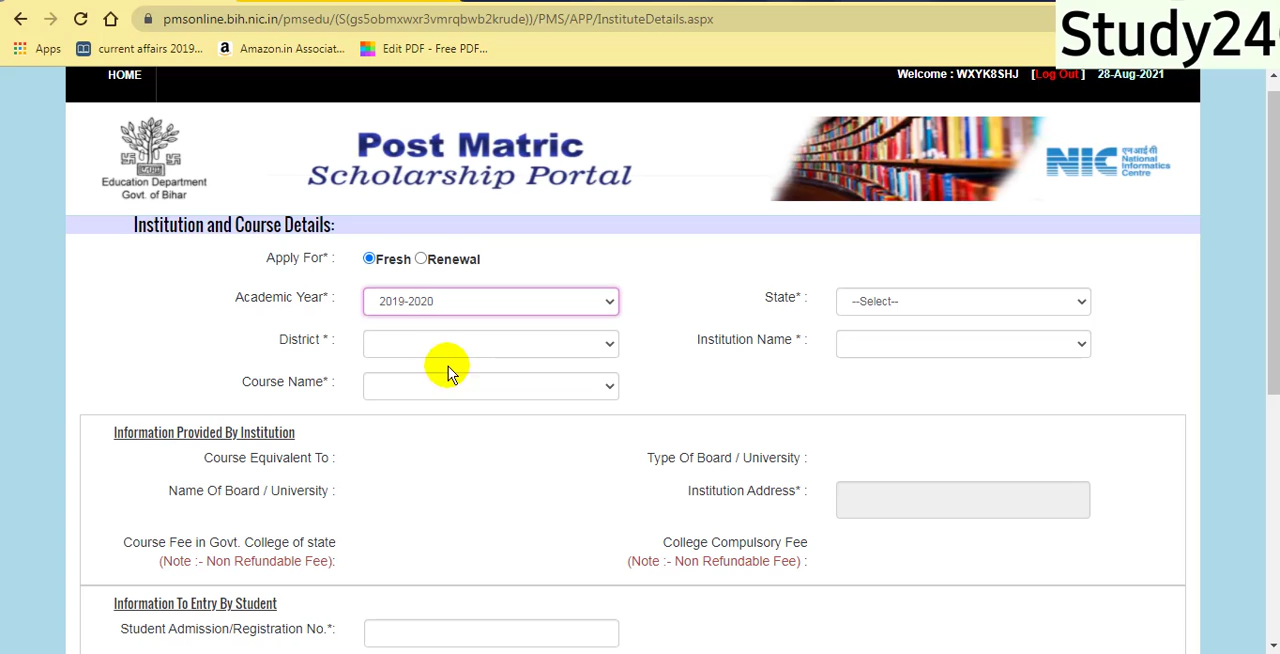 pmsonline.bih.nic.in/pmsedu/(S(gs5obmxwxr3vmrqbwb2krude))/PMS/APP/InstituteDetails.aspx
Apps current affairs 2019... Amazon.in Associat... Edit PDF - Free PDF...
Study24
HOME
Welcome : WXYK8SHJ [Log Out ] 28-Aug-2021
Education Department
Govt. of Bihar
Post Matric
Scholarship Portal
NIC एन आई सी
National
Informatics
Centre
Institution and Course Details:
Apply For* : Fresh Renewal
Academic Year* : 2019-2020 State* : --Select--
District * : Institution Name * :
Course Name* :
Information Provided By Institution
Course Equivalent To : Type Of Board / University :
Name Of Board / University : Institution Address* :
Course Fee in Govt. College of state College Compulsory Fee
(Note :- Non Refundable Fee): (Note :- Non Refundable Fee) :
Information To Entry By Student
Student Admission/Registration No.*: